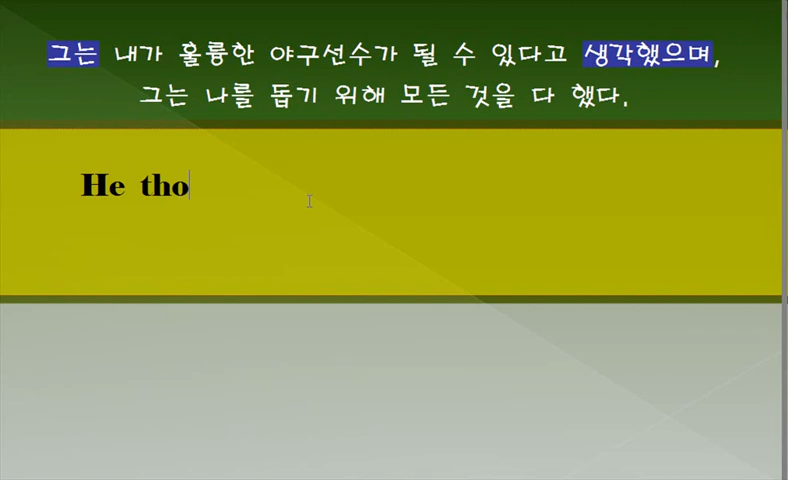 그는 내가 훌륭한 야구선수가 될 수 있다고 생각했으며,
그는 나를 돕기 위해 모든 것을 다 했다.
He tho